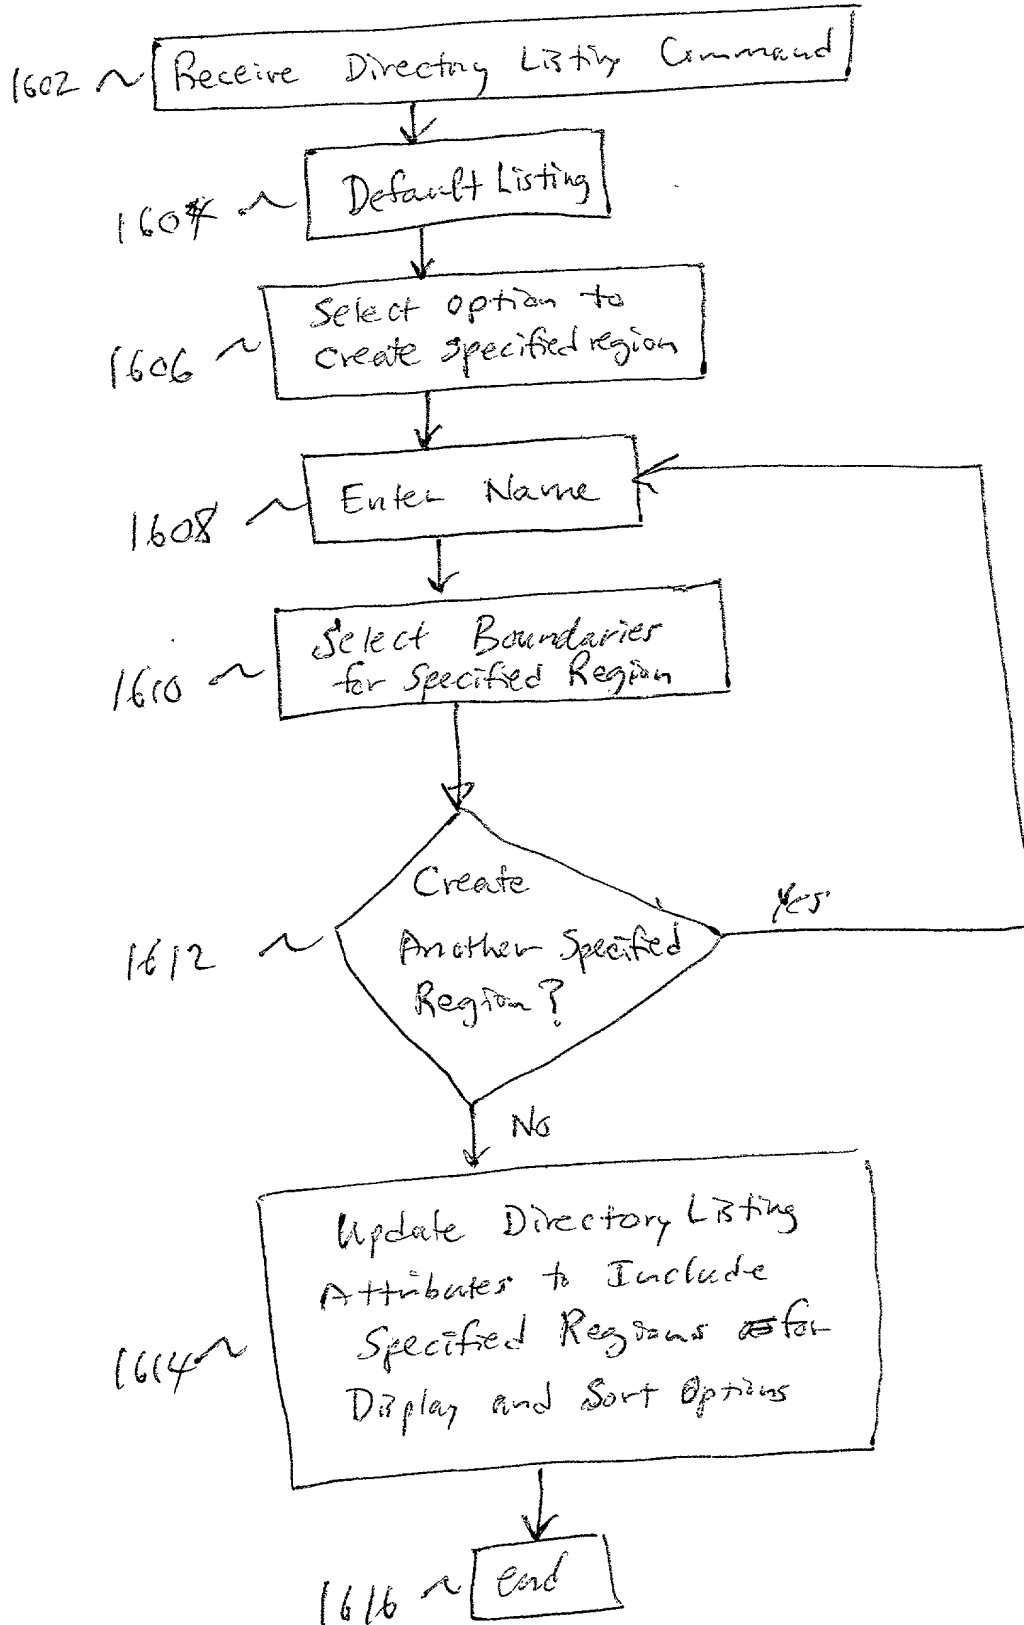 1602 Receive Directory Listing Command
1604 Default Listing
Select option to
1606 create specified region
1608 Enter Name
Select Boundaries
1610 for Specified Region
Create
Yes
1612 Another Specified
Region?
No
Update Directory Listing
Attributes to Include
Specified Regions for
1614
Display and Sort Options
1616 end